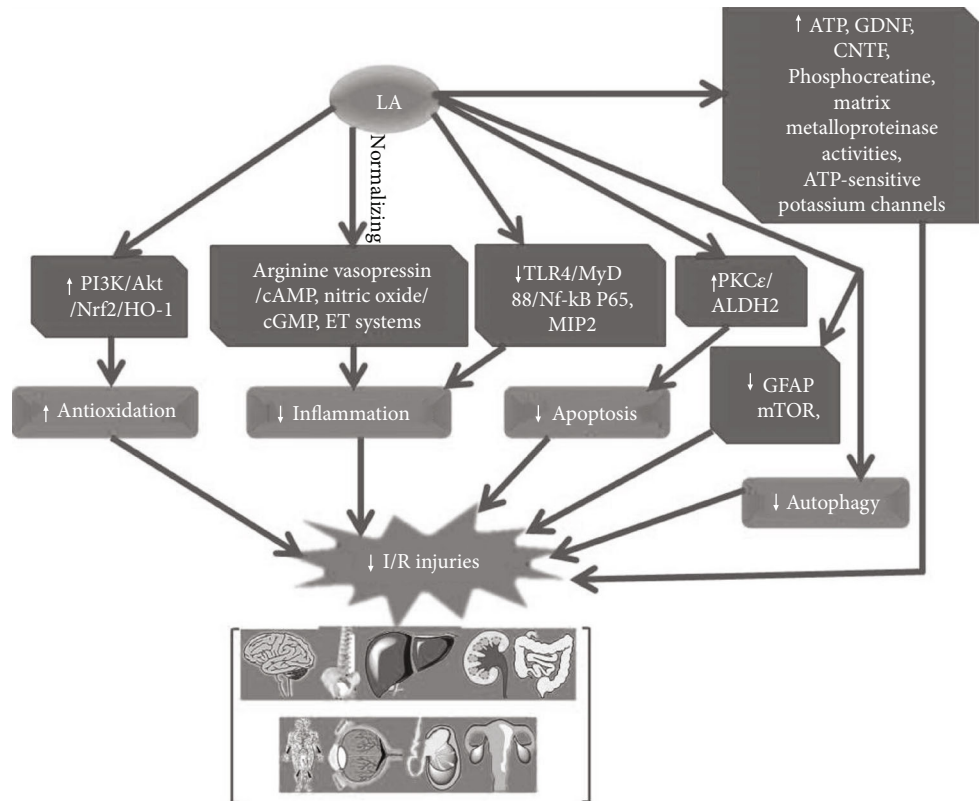 ↑ ATP, GDNF,
CNTF,
Phosphocreatine,
matrix
metalloproteinase
activities,
ATP-sensitive
potassium channels
LA
Normalizing
↑ PI3K/Akt
/Nrf2/HO-1
Arginine vasopressin
/cAMP, nitric oxide/
cGMP, ET systems
↓TLR4/MyD
88/Nf-kB P65,
MIP2
↑PKCε/
ALDH2
↓ GFAP
mTOR,
↑ Antioxidation
↓ Inflammation
↓ Apoptosis
↓ Autophagy
↓ I/R injuries